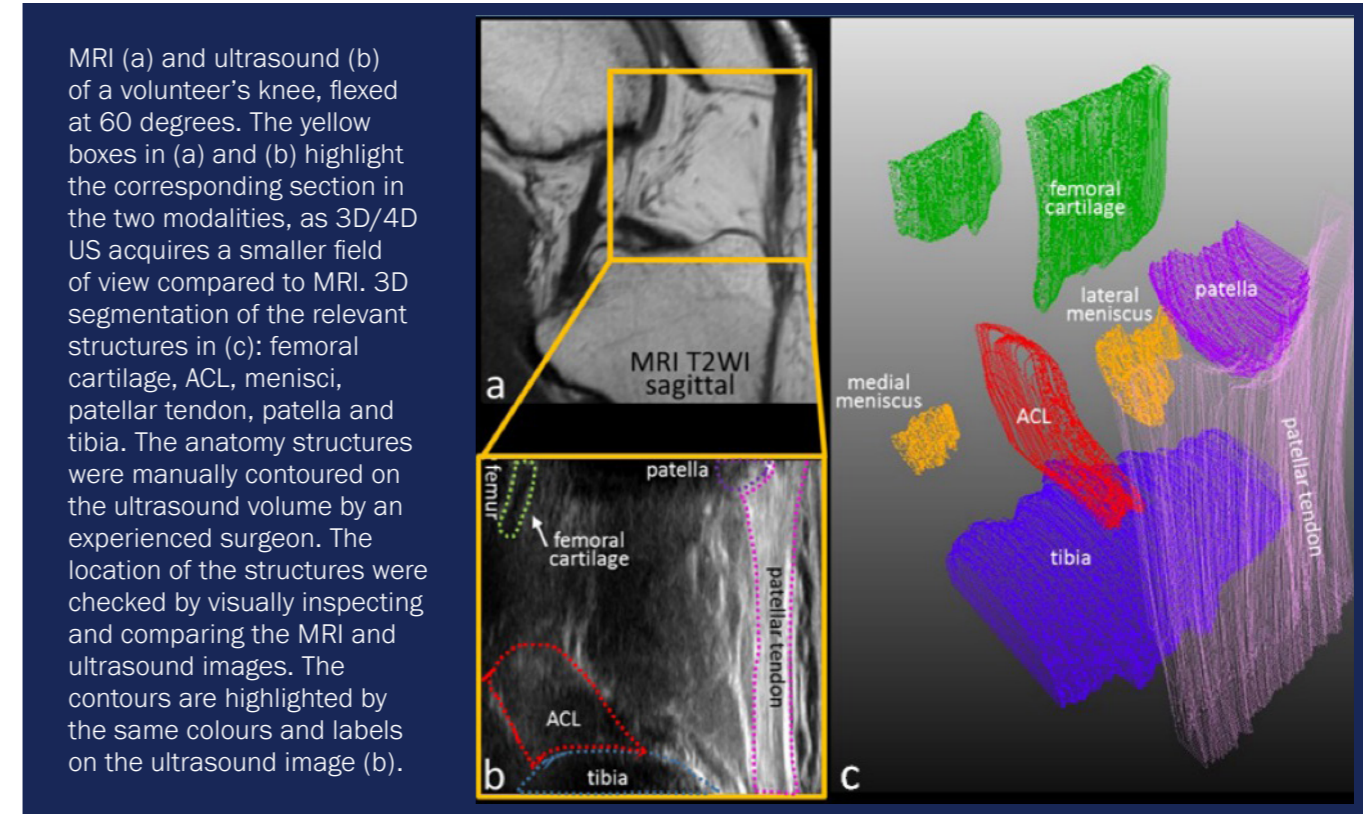 MRI (a) and ultrasound (b)
of a volunteer’s knee, flexed
at 60 degrees. The yellow
boxes in (a) and (b) highlight
the corresponding section in
the two modalities, as 3D/4D
US acquires a smaller field
of view compared to MRI. 3D
segmentation of the relevant
structures in (c): femoral
cartilage, ACL, menisci,
patellar tendon, patella and
tibia. The anatomy structures
were manually contoured on
the ultrasound volume by an
experienced surgeon. The
location of the structures were
checked by visually inspecting
and comparing the MRI and
ultrasound images. The
contours are highlighted by
the same colours and labels
on the ultrasound image (b).
MRI T2WI
sagittal
a
femur
patella
femoral
cartilage
patellar tendon
ACL
tibia
b
femoral
cartilage
patella
lateral
meniscus
medial
meniscus
ACL
patellar tendon
tibia
c